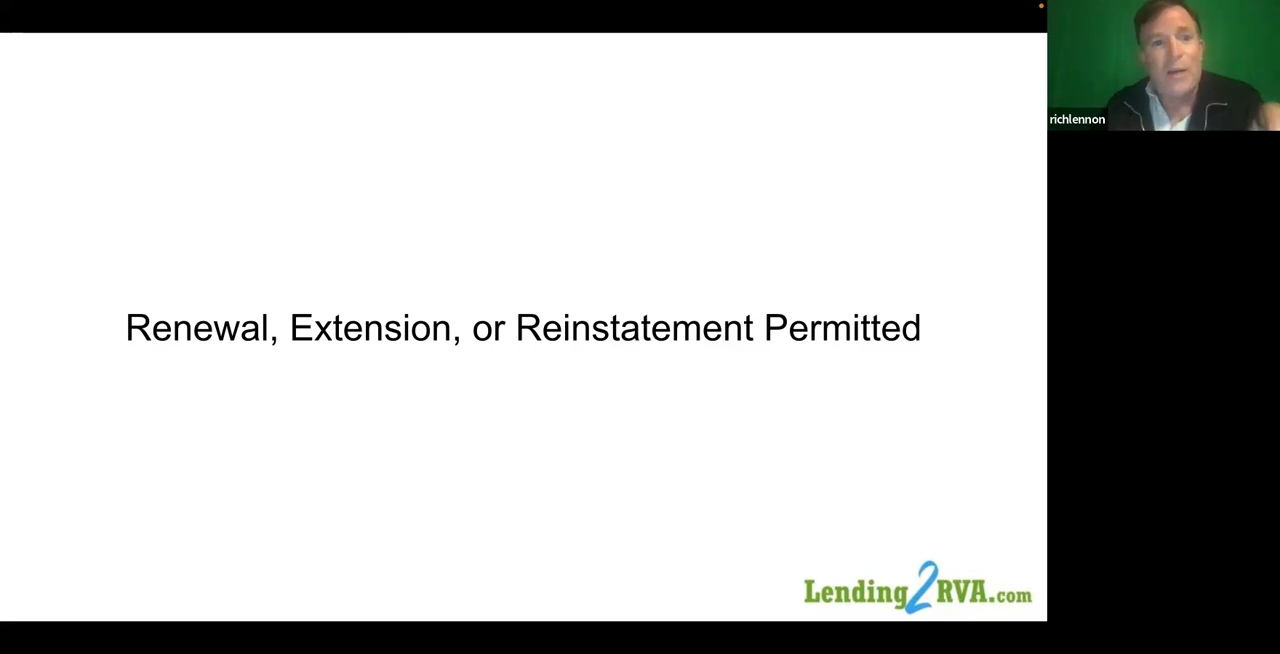 richlennon
Renewal, Extension, or Reinstatement Permitted
Lending2RVA.com